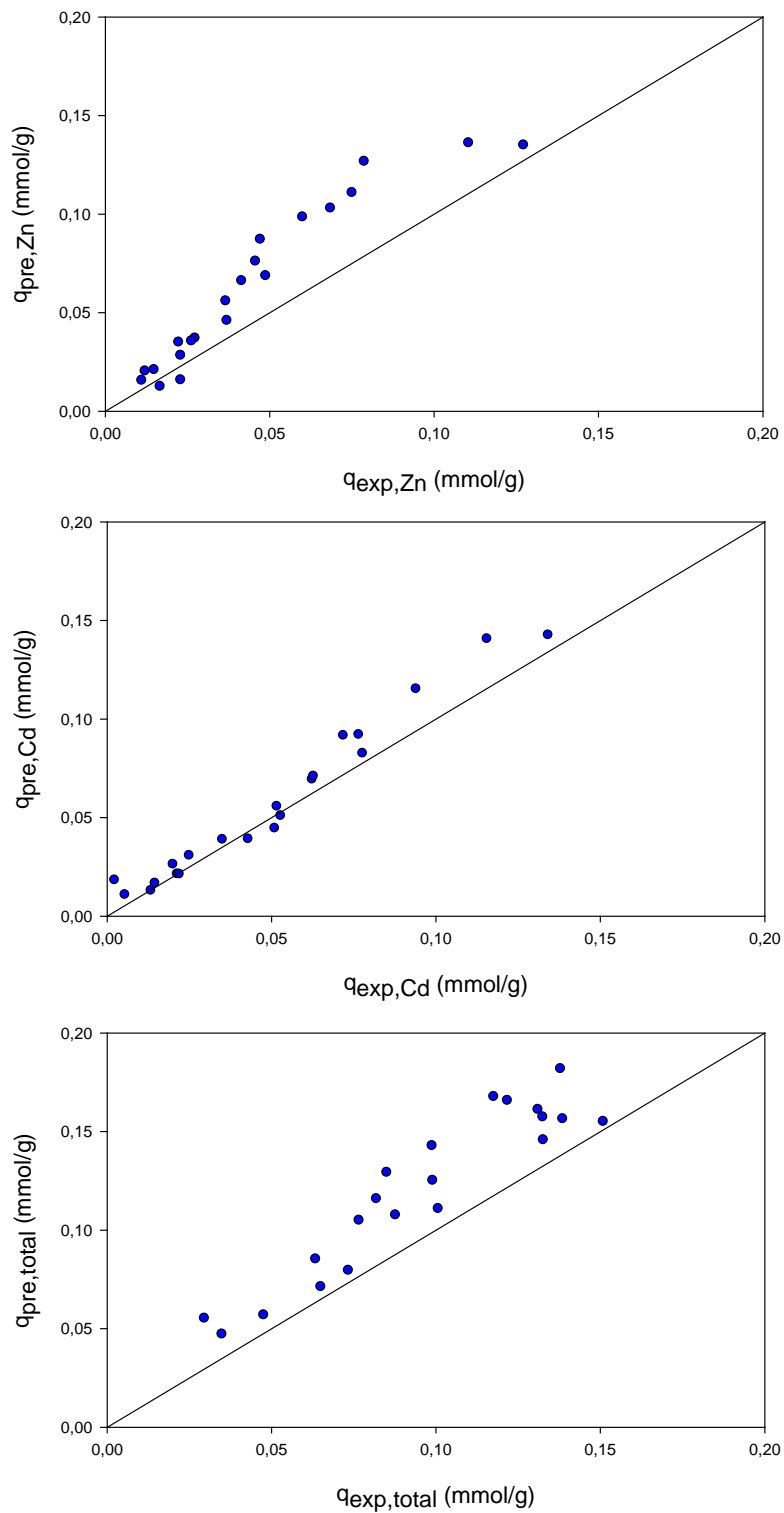 0,20
0,15
0,10
0,05
0,00
qpre,Zn (mmol/g)
0,00 0,05 0,10 0,15 0,20
qexp,Zn (mmol/g)
0,20
0,15
0,10
0,05
0,00
qpre,Cd (mmol/g)
0,00 0,05 0,10 0,15 0,20
qexp,Cd (mmol/g)
0,20
0,15
0,10
0,05
0,00
qpre,total (mmol/g)
0,00 0,05 0,10 0,15 0,20
qexp,total (mmol/g)